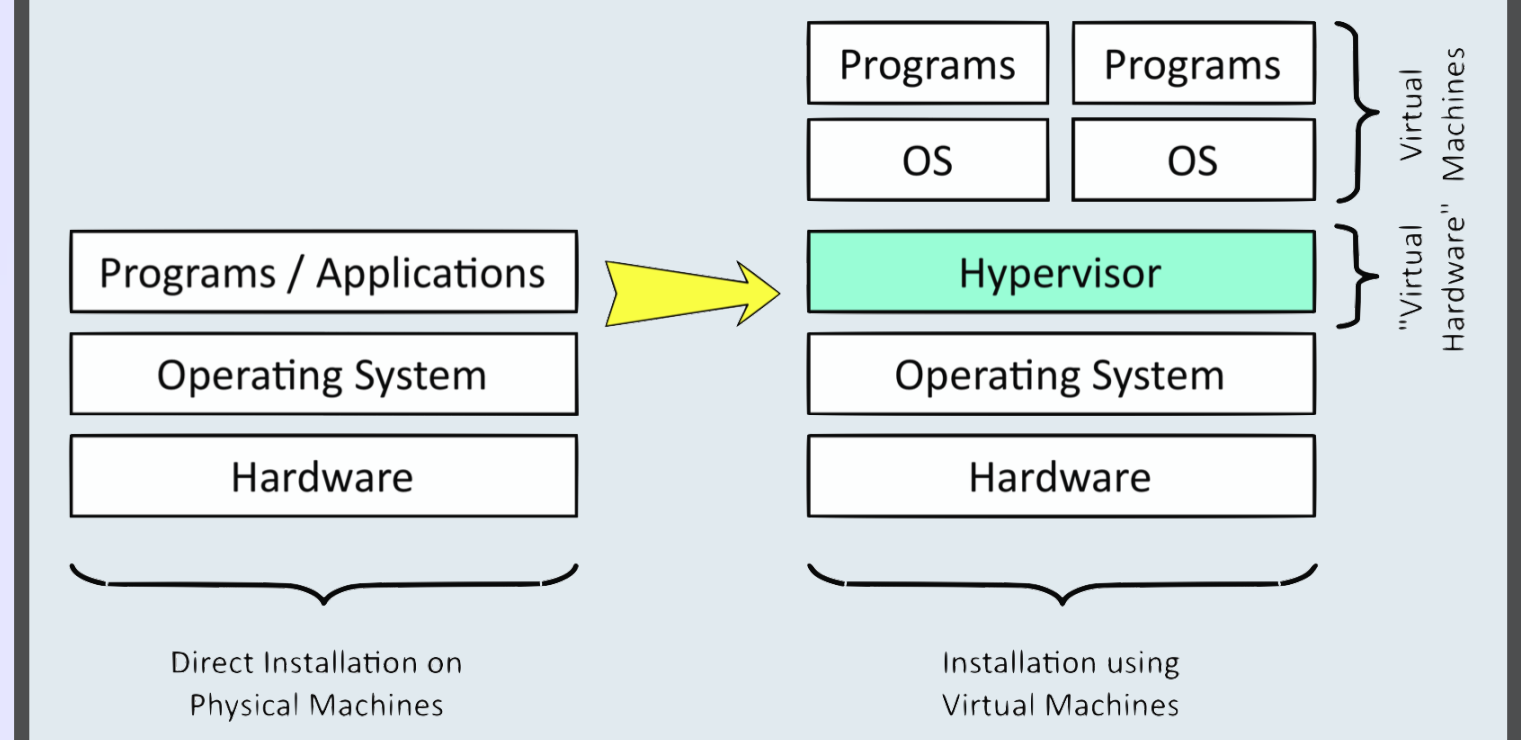 Programs / Applications
Operating System
Hardware
Direct Installation on
Physical Machines
Programs
Programs
OS
OS
Hypervisor
Operating System
Hardware
Installation using
Virtual Machines
Virtual
Machines
"Virtual
Hardware"